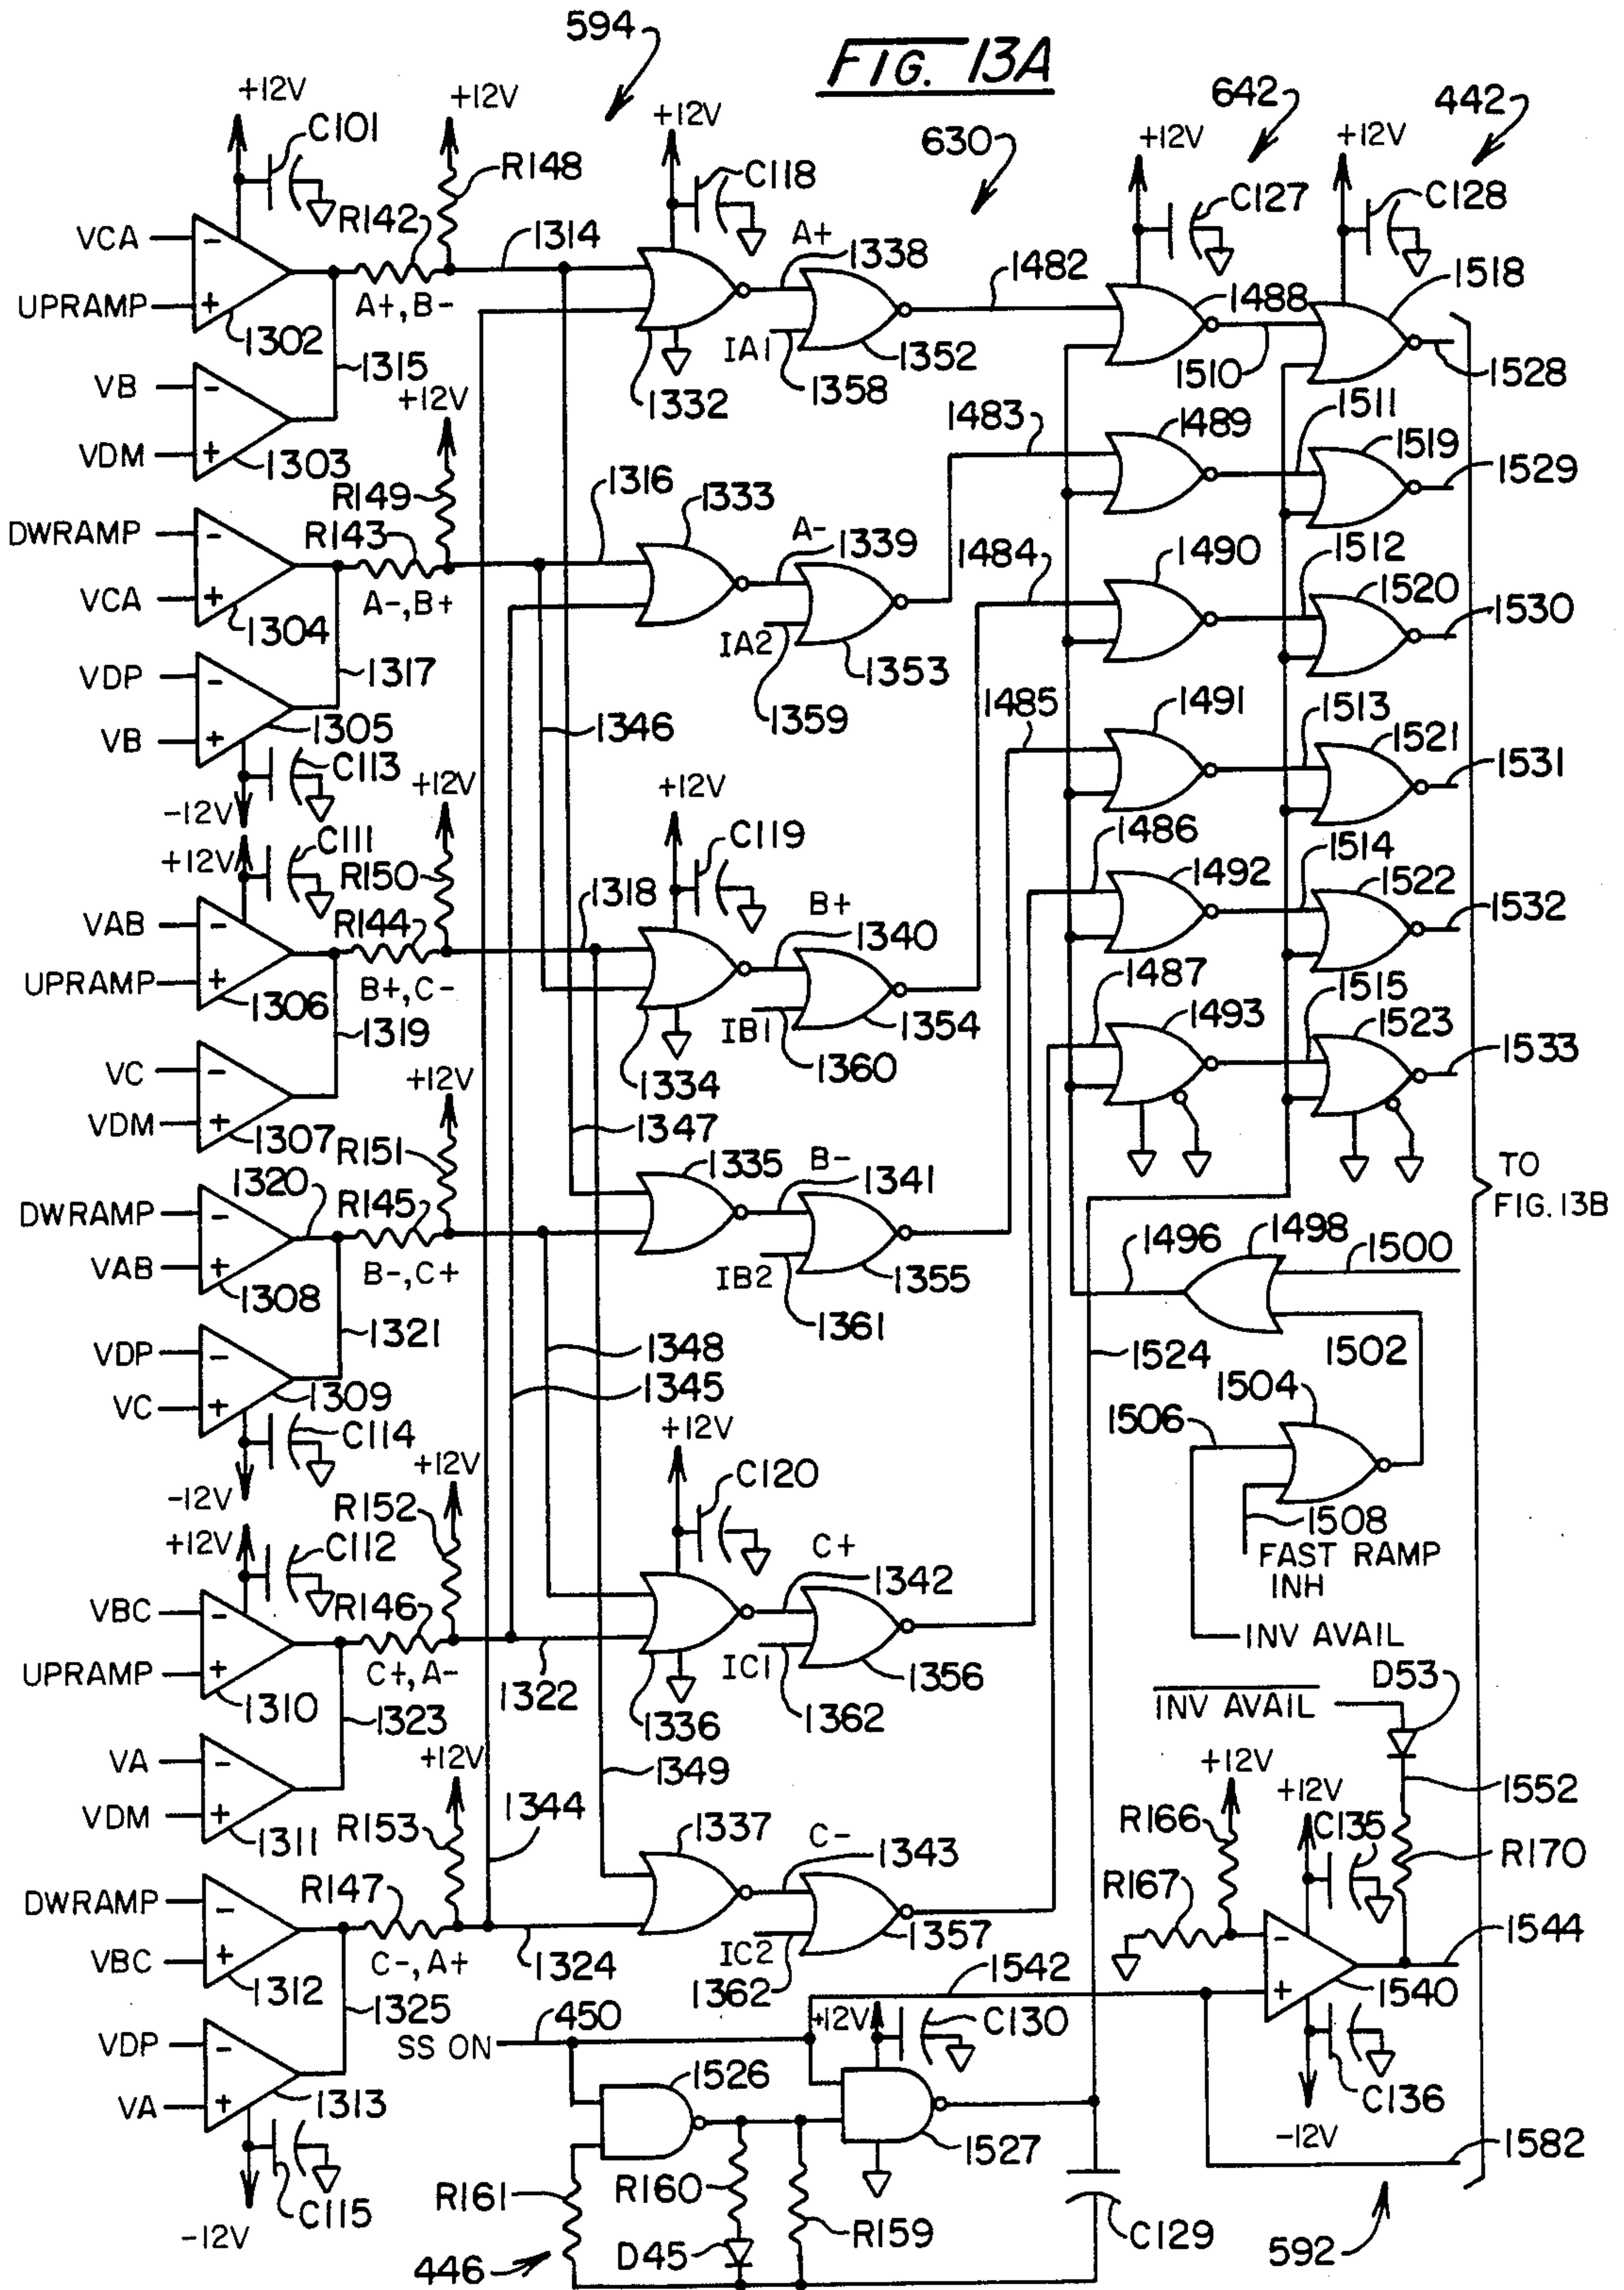 FIG. 13A
594
630
642
442
+12V
C101
+12V
R148
+12V
C118
+12V
C127
+12V
C128
VCA
-
UPRAMP
+
1302
R142
A+, B-
1314
1315
1332
A+
1338
IA1
1358
1352
1482
1488
1510
1518
1528
VB
-
VDM
+
1303
+12V
R149
1483
1489
1511
1519
1529
DWRAMP
-
VCA
+
1304
R143
A-, B+
1316
1333
A-
1339
IA2
1359
1353
1484
1490
1512
1520
1530
VDP
-
VB
+
1305
1317
1346
C113
-12V
1485
1491
1513
1521
1531
+12V
C111
+12V
R150
+12V
C119
VAB
-
UPRAMP
+
1306
R144
B+, C-
1318
1319
1334
B+
1340
IB1
1360
1354
1486
1492
1514
1522
1532
VC
-
VDM
+
1307
+12V
R151
1347
1487
1493
1515
1523
1533
DWRAMP
-
VAB
+
1308
1320
R145
B-, C+
1335
B-
1341
IB2
1361
1355
TO
FIG. 13B
1496
1498
1500
1502
1524
VDP
-
VC
+
1309
1321
1348
1345
C114
-12V
1504
1506
1508
FAST RAMP
INH
INV AVAIL
+12V
C112
+12V
R152
+12V
C120
VBC
-
UPRAMP
+
1310
R146
C+, A-
1322
1323
1336
C+
1342
IC1
1362
1356
INV AVAIL
D53
1552
VA
-
VDM
+
1311
+12V
R153
1344
1349
+12V
R166
+12V
C135
R170
R167
DWRAMP
-
VBC
+
1312
R147
C-, A+
1324
1325
1337
C-
1343
IC2
1362
1357
-
+
1540
1544
1542
C136
-12V
1582
592
VDP
-
VA
+
1313
C115
-12V
450
SS ON
+12V
C130
1526
1527
R161
R160
R159
D45
C129
446